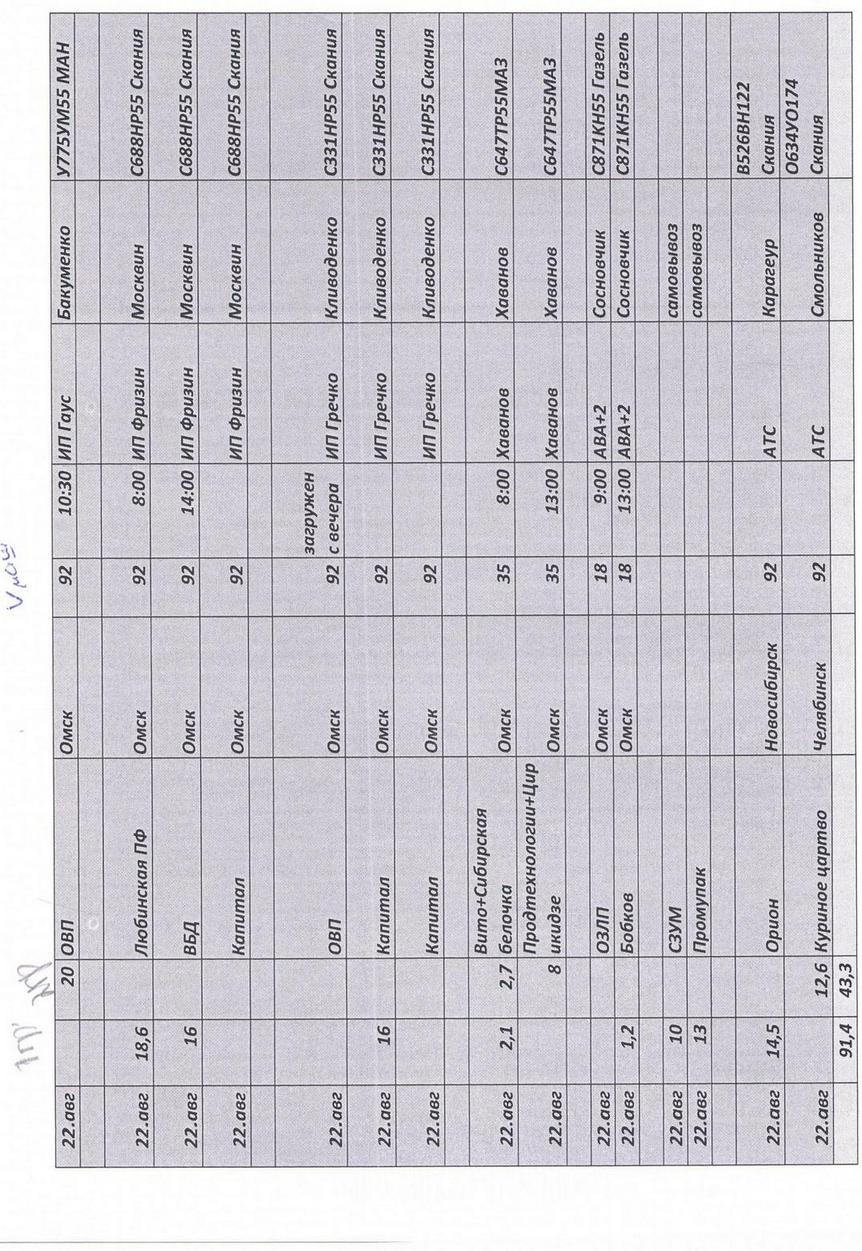 V маш
22.авг 20 ОВП Омск 92 10:30 ИП Гаус Бакуменко У775УМ55 МАН
22.авг 18,6 Любинская ПФ Омск 92 8:00 ИП Фризин Москвин С688НР55 Скания
22.авг 16 ВБД Омск 92 14:00 ИП Фризин Москвин С688НР55 Скания
22.авг Капитал Омск 92 ИП Фризин Москвин С688НР55 Скания
загружен
22.авг ОВП Омск 92 с вечера ИП Гречко Кливоденко С331НР55 Скания
22.авг 16 Капитал Омск 92 ИП Гречко Кливоденко С331НР55 Скания
22.авг Капитал Омск 92 ИП Гречко Кливоденко С331НР55 Скания
Вито+Сибирская
22.авг 2,1 2,7 белочка Омск 35 8:00 Хаванов Хаванов С647ТР55МАЗ
Продтехнологии+Цир
22.авг 8 икидзе Омск 35 13:00 Хаванов Хаванов С647ТР55МАЗ
22.авг ОЗЛП Омск 18 9:00 АВА+2 Сосновчик С871КН55 Газель
22.авг 1,2 Бобков Омск 18 13:00 АВА+2 Сосновчик С871КН55 Газель
22.авг 10 СЗУМ самовывоз
22.авг 13 Промупак самовывоз
В526ВН122
22.авг 14,5 Орион Новосибирск 92 АТС Карагеур Скания
О634УО174
22.авг 12,6 Куриное цартво Челябинск 92 АТС Смольников Скания
91,4 43,3